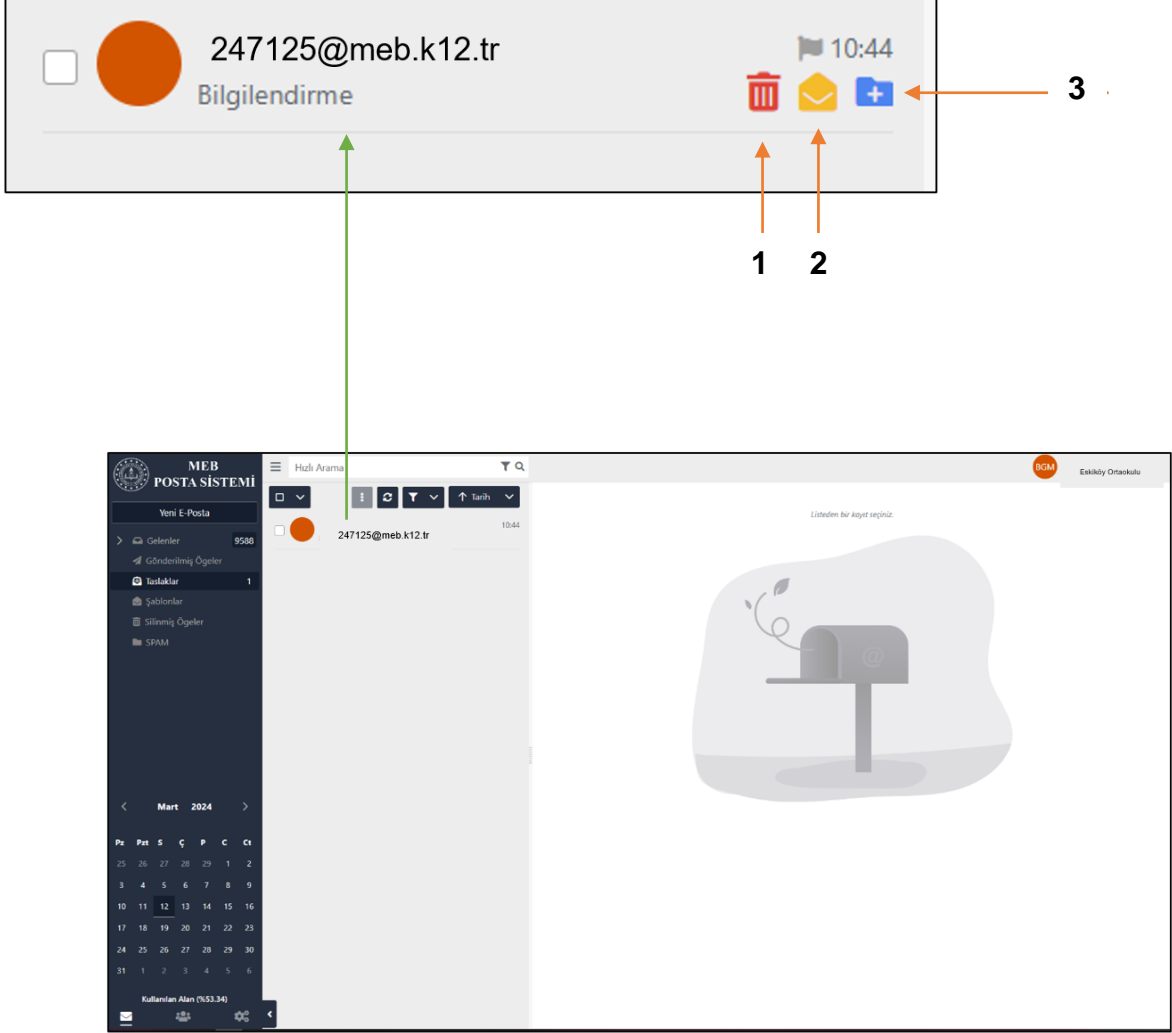 247125@meb.k12.tr
10:44
Bilgilendirme
3
1 2
MEB
POSTA SİSTEMİ
Hızlı Arama
BGM
Eskiköy Ortaokulu
Yeni E-Posta
Tarih
Listeden bir kayıt seçiniz.
Gelenler 9588
247125@meb.k12.tr
10:44
Gönderilmiş Ögeler
Taslaklar 1
Şablonlar
Silinmiş Ögeler
SPAM
@
Mart 2024
Pz Pzt S Ç P C Ct
25 26 27 28 29 1 2
3 4 5 6 7 8 9
10 11 12 13 14 15 16
17 18 19 20 21 22 23
24 25 26 27 28 29 30
31 1 2 3 4 5 6
Kullanılan Alan (%53.34)